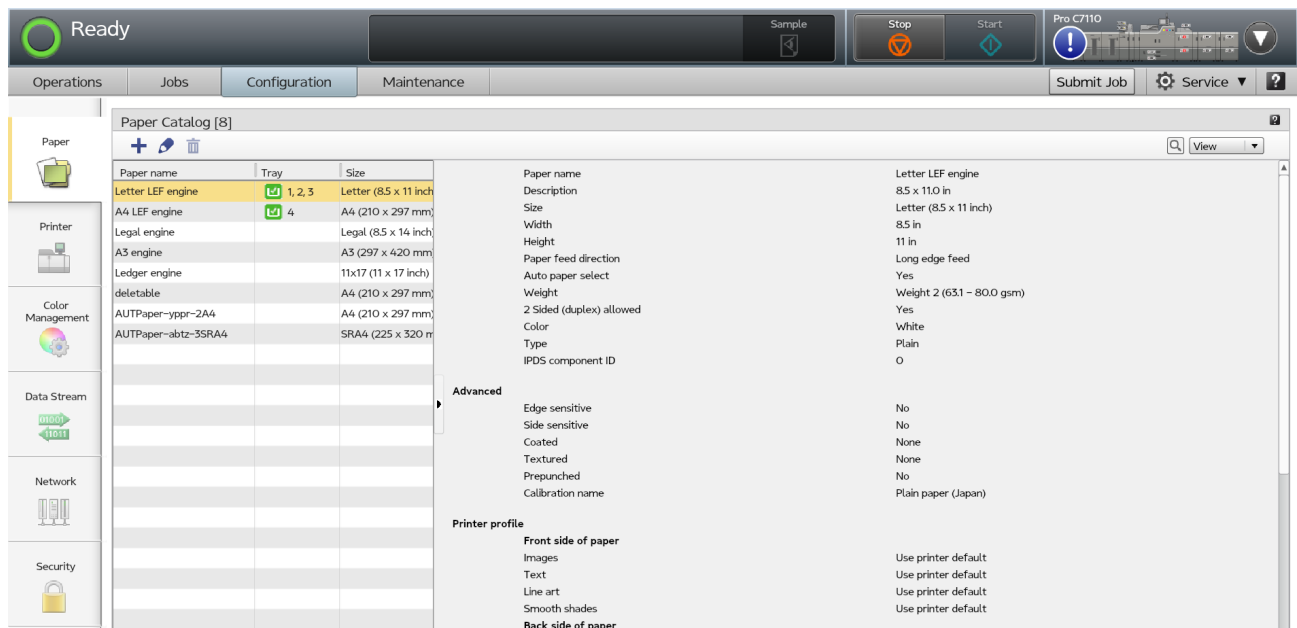 Ready
Sample
Stop
Start
Pro C7110
Operations
Jobs
Configuration
Maintenance
Submit Job
Service
?
Paper
Printer
Color
Management
Data Stream
01001
11011
Network
Security
Paper Catalog [8]
?
View
Paper name Tray Size
Letter LEF engine 1, 2, 3 Letter (8.5 x 11 inch
A4 LEF engine 4 A4 (210 x 297 mm)
Legal engine Legal (8.5 x 14 inch)
A3 engine A3 (297 x 420 mm
Ledger engine 11x17 (11 x 17 inch)
deletable A4 (210 x 297 mm)
AUTPaper-yppr-2A4 A4 (210 x 297 mm)
AUTPaper-abtz-3SRA4 SRA4 (225 x 320 m
Paper name Letter LEF engine
Description 8.5 x 11.0 in
Size Letter (8.5 x 11 inch)
Width 8.5 in
Height 11 in
Paper feed direction Long edge feed
Auto paper select Yes
Weight Weight 2 (63.1 – 80.0 gsm)
2 Sided (duplex) allowed Yes
Color White
Type Plain
IPDS component ID 0
Advanced
Edge sensitive No
Side sensitive No
Coated None
Textured None
Prepunched No
Calibration name Plain paper (Japan)
Printer profile
Front side of paper
Images Use printer default
Text Use printer default
Line art Use printer default
Smooth shades Use printer default
Back side of paper